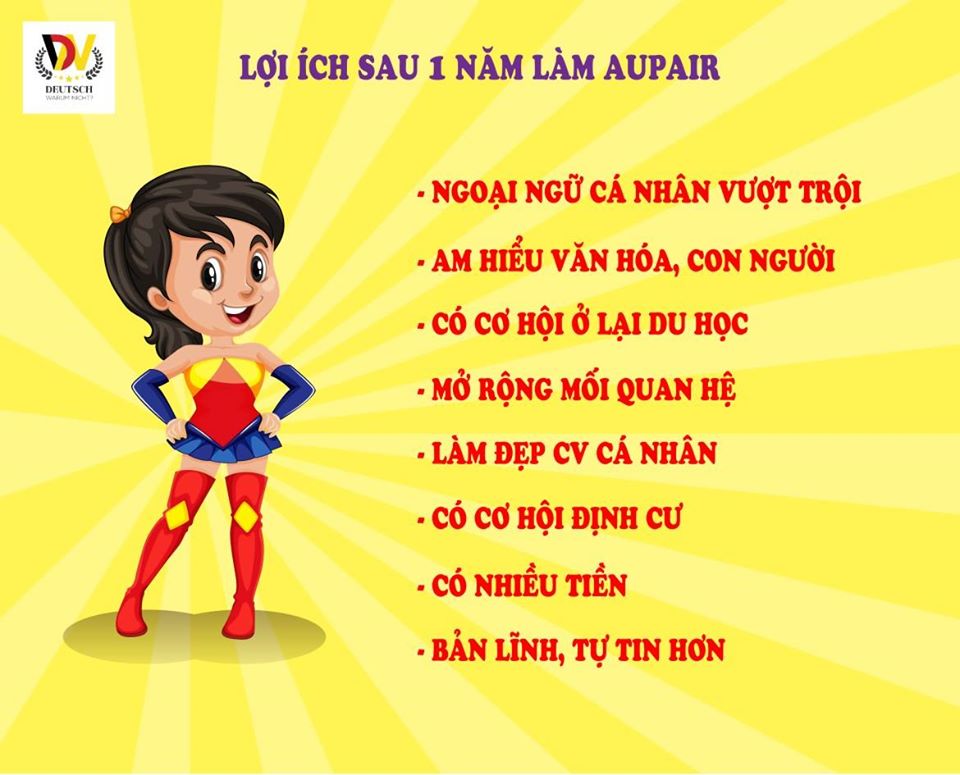 DV
DEUTSCH
WARUM NICHT?
LỢI ÍCH SAU 1 NĂM LÀM AUPAIR
- NGOẠI NGỮ CÁ NHÂN VƯỢT TRỘI
- AM HIỂU VĂN HÓA, CON NGƯỜI
- CÓ CƠ HỘI Ở LẠI DU HỌC
- MỞ RỘNG MỐI QUAN HỆ
- LÀM ĐẸP CV CÁ NHÂN
- CÓ CƠ HỘI ĐỊNH CƯ
- CÓ NHIỀU TIỀN
- BẢN LĨNH, TỰ TIN HƠN